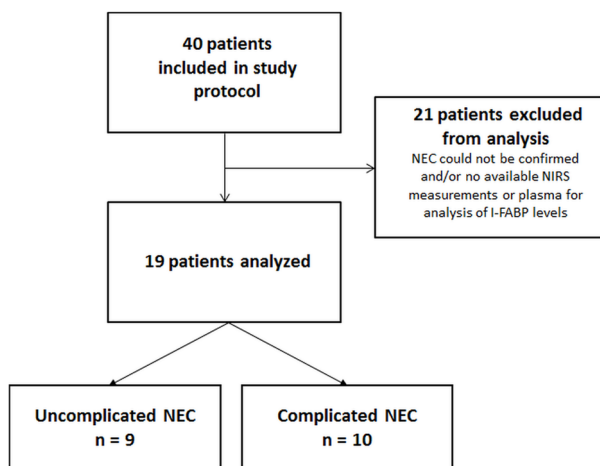 40 patients
included in study
protocol
21 patients excluded
from analysis
NEC could not be confirmed
and/or no available NIRS
measurements or plasma for
analysis of I-FABP levels
19 patients analyzed
Uncomplicated NEC
n = 9
Complicated NEC
n = 10